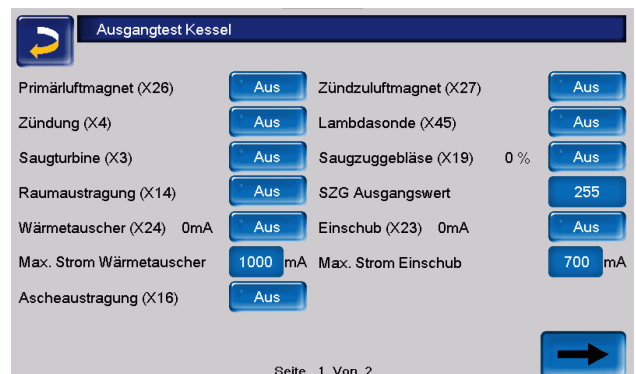 Ausgangtest Kessel
Primärluftmagnet (X26) Aus Zündzuluftmagnet (X27) Aus
Zündung (X4) Aus Lambdasonde (X45) Aus
Saugturbine (X3) Aus Saugzuggebläse (X19) 0 % Aus
Raumaustragung (X14) Aus SZG Ausgangswert 255
Wärmetauscher (X24) 0mA Aus Einschub (X23) 0mA Aus
Max. Strom Wärmetauscher 1000 mA Max. Strom Einschub 700 mA
Ascheaustragung (X16) Aus
Seite 1 Von 2